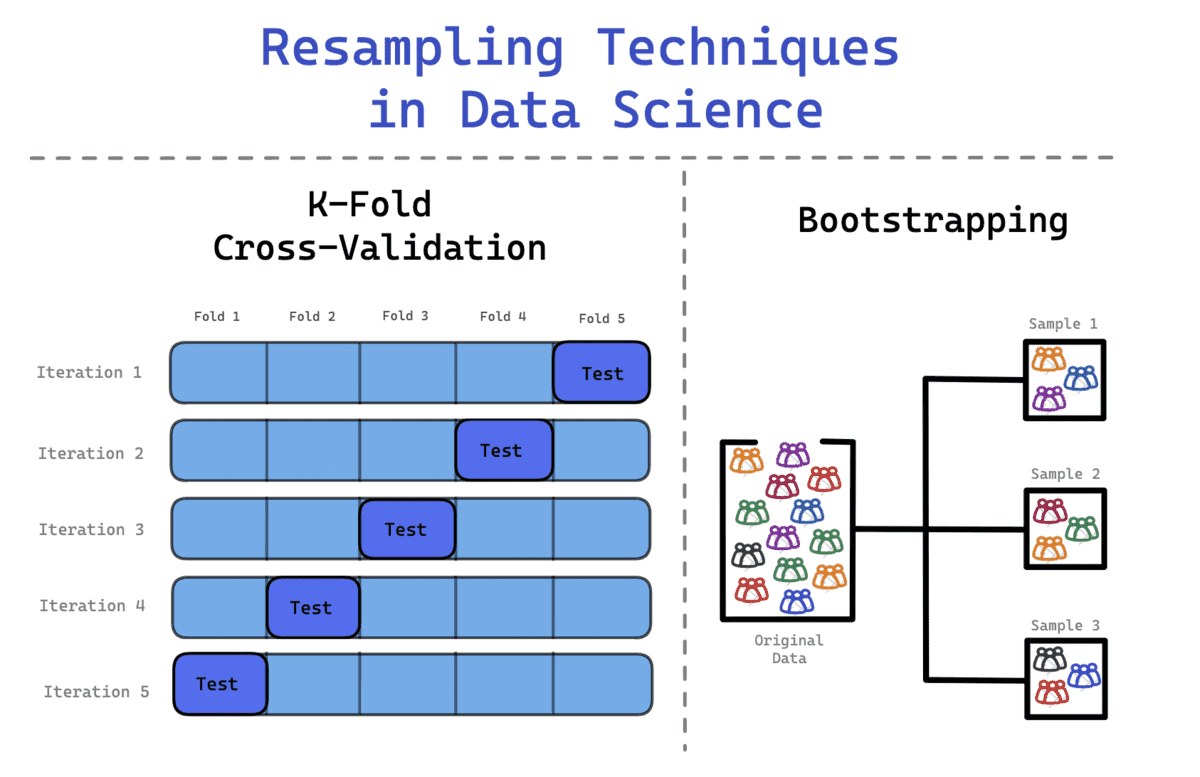 Resampling Techniques
in Data Science
K-Fold
Cross-Validation
Fold 1
Fold 2
Fold 3
Fold 4
Fold 5
Iteration 1
Test
Iteration 2
Test
Iteration 3
Test
Iteration 4
Test
Iteration 5
Test
Bootstrapping
Original
Data
Sample 1
Sample 2
Sample 3